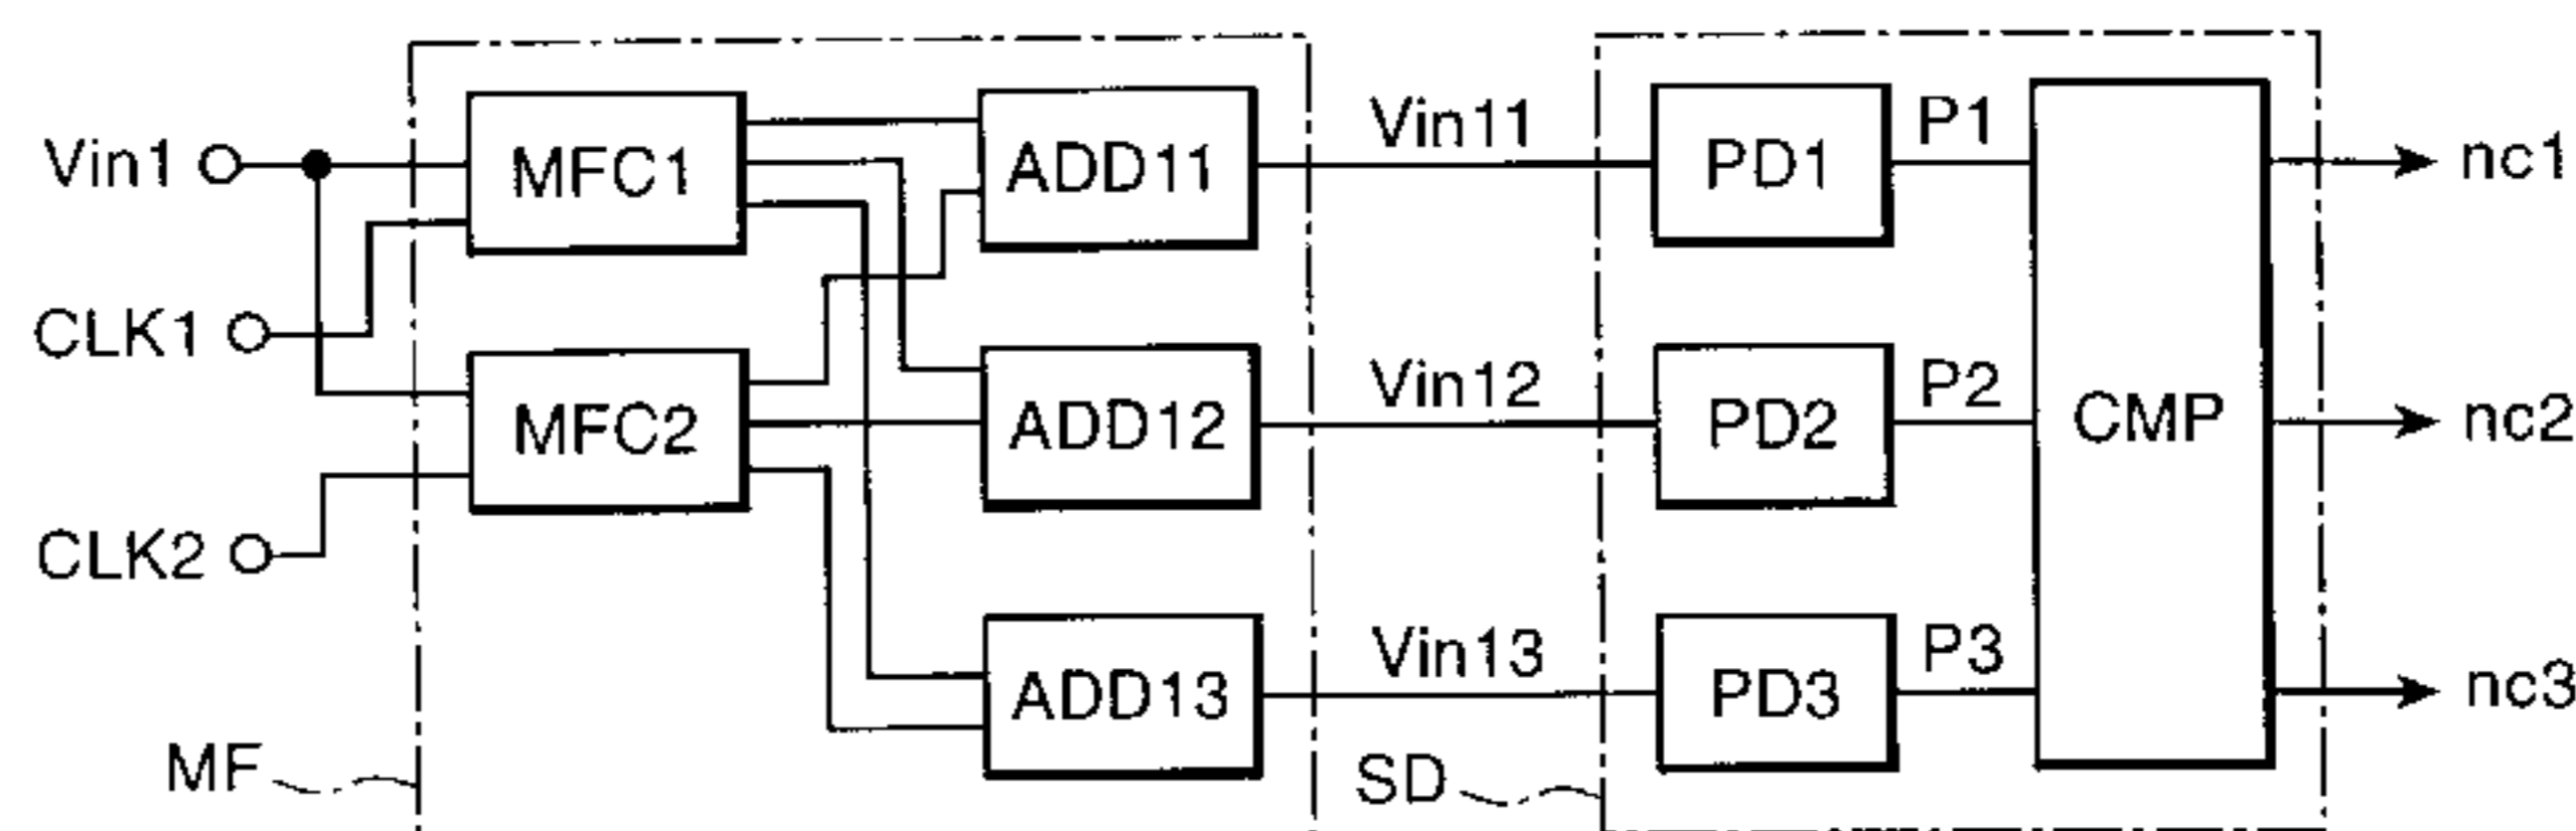 Vin1
CLK1
CLK2
MF
MFC1
MFC2
ADD11
ADD12
ADD13
Vin11
Vin12
Vin13
SD
PD1
PD2
PD3
P1
P2
P3
CMP
nc1
nc2
nc3